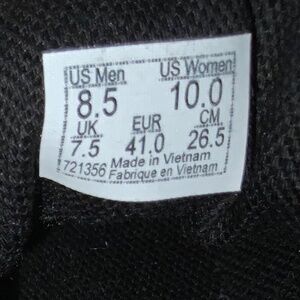 US Men US Women
8.5 10.0
UK EUR CM
7.5 41.0 26.5
721356 Made in Vietnam
Fabrique en Vietnam